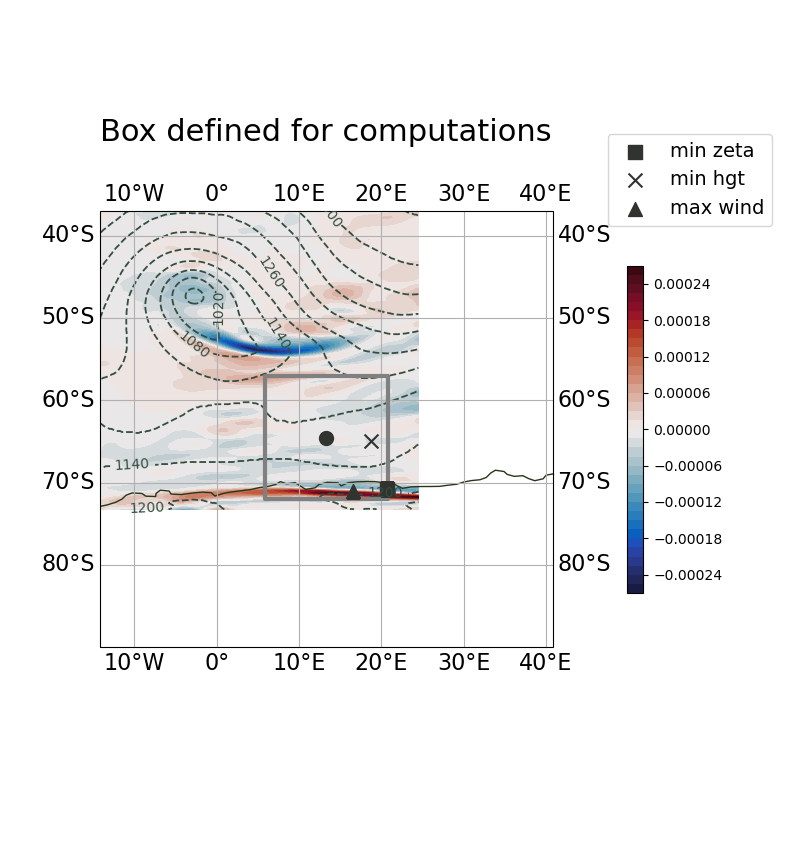 Box defined for computations
min zeta
min hgt
max wind
10°W 0° 10°E 20°E 30°E 40°E
40°S 40°S
50°S 50°S
60°S 60°S
70°S 70°S
80°S 80°S
10°W 0° 10°E 20°E 30°E 40°E
1260
1020
1140
1080
1140
1200
0.00024
0.00018
0.00012
0.00006
0.00000
−0.00006
−0.00012
−0.00018
−0.00024